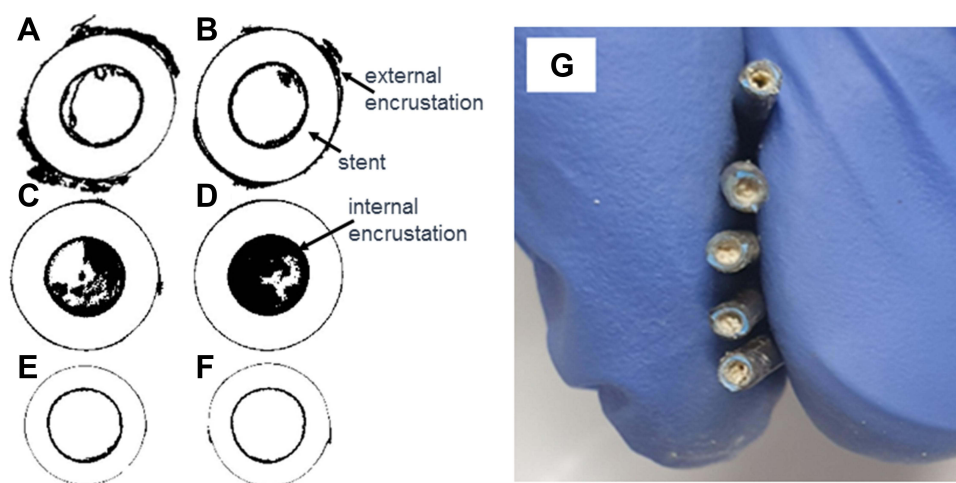 A
B
external
encrustation
stent
C
D
internal
encrustation
E
F
G